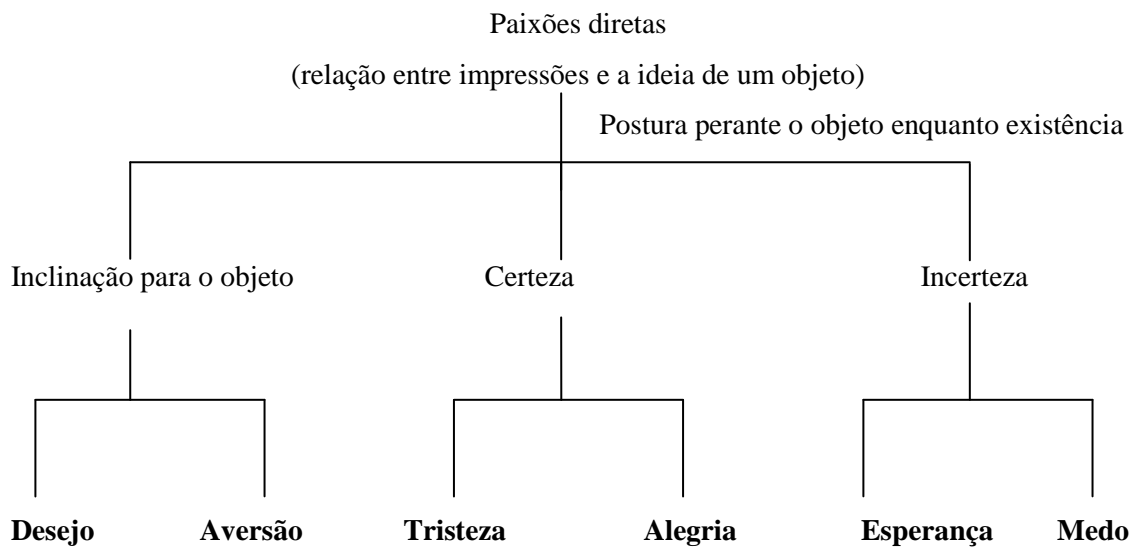 Paixões diretas
(relação entre impressões e a ideia de um objeto)
Postura perante o objeto enquanto existência
Inclinação para o objeto Certeza Incerteza
Desejo Aversão Tristeza Alegria Esperança Medo